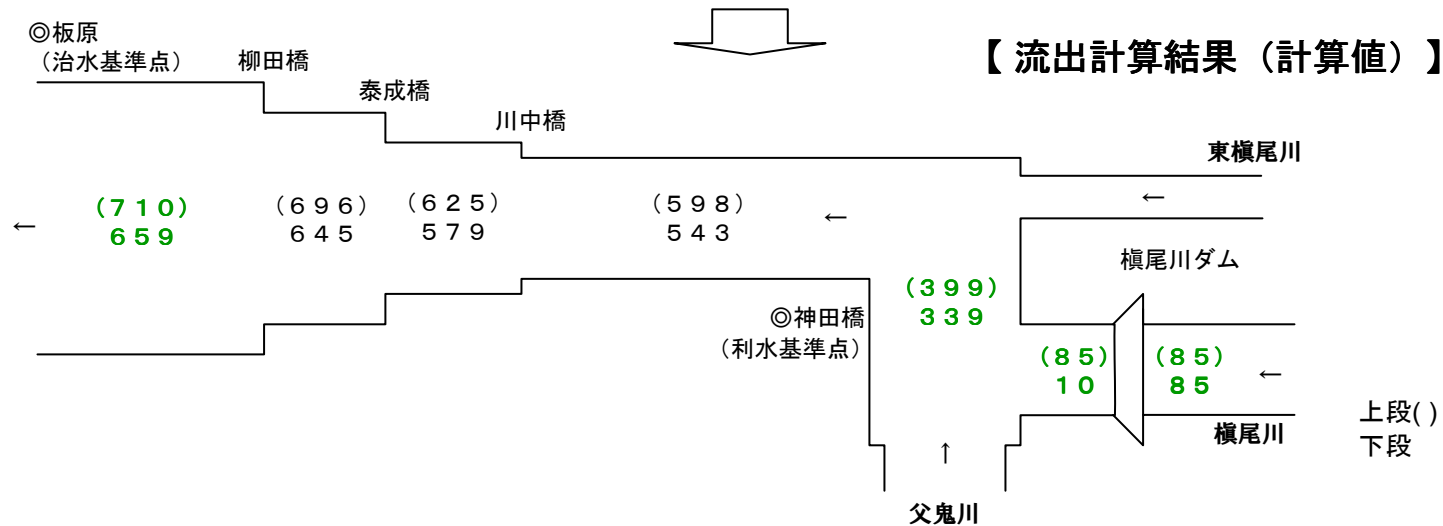 ◎板原
（治水基準点）
柳田橋
泰成橋
川中橋
【 流出計算結果（計算値）】
東槇尾川
←
←
（７１０）
６５９
（６９６）
６４５
（６２５）
５７９
（５９８）
５４３
←
槇尾川ダム
（３９９）
３３９
◎神田橋
（利水基準点）
（８５）
１０
（８５）
８５
←
槇尾川
上段( )
下段
↑
父鬼川